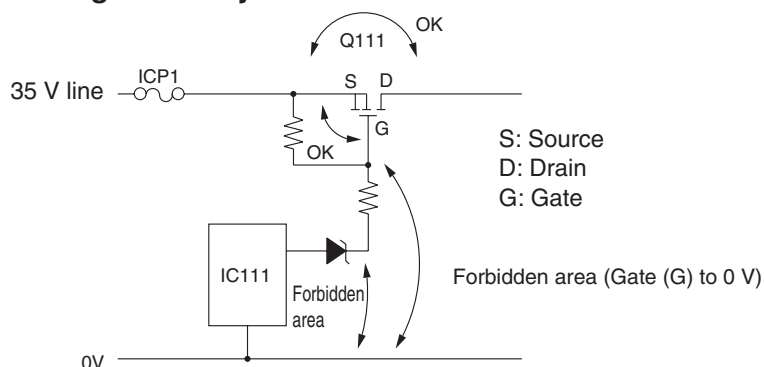 OK
Q111
ICP1
35 V line
S D
G
OK
S: Source
D: Drain
G: Gate
IC111
Forbidden
area
Forbidden area (Gate (G) to 0 V)
0V